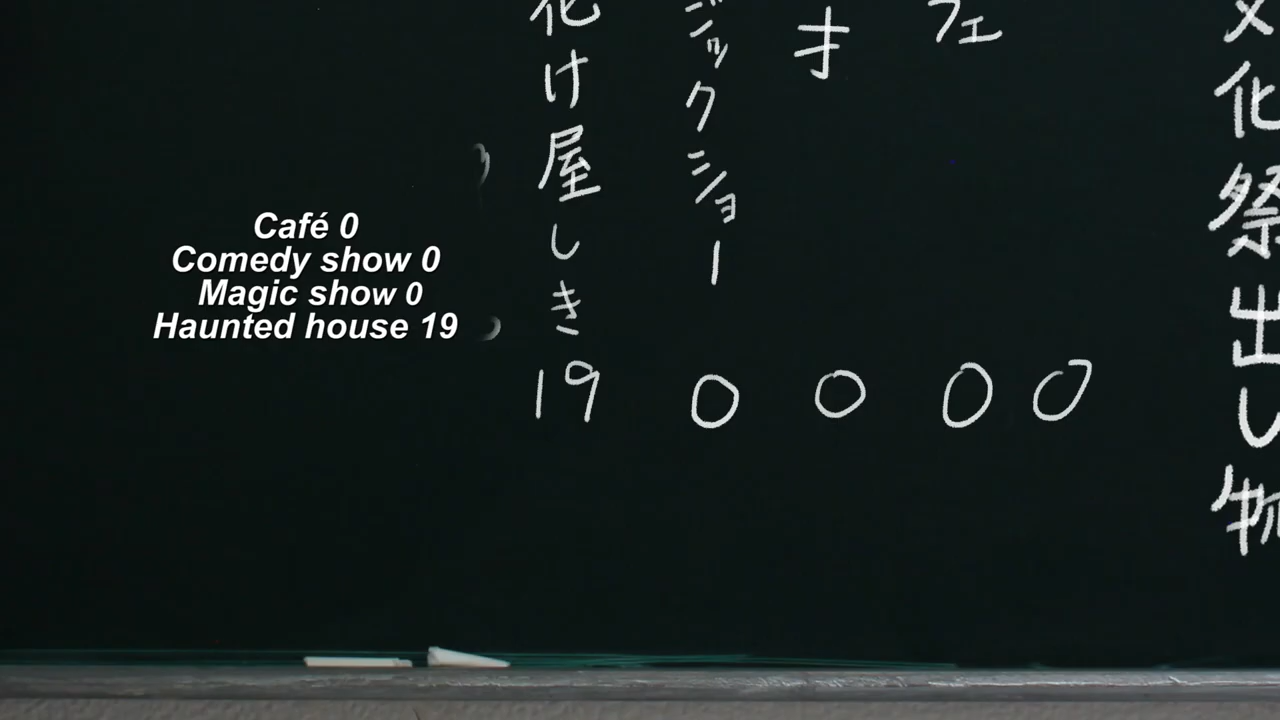 文化祭出し物
フェ
才
ジックショー
化け屋しき
0
0
0
0
19
Café 0
Comedy show 0
Magic show 0
Haunted house 19